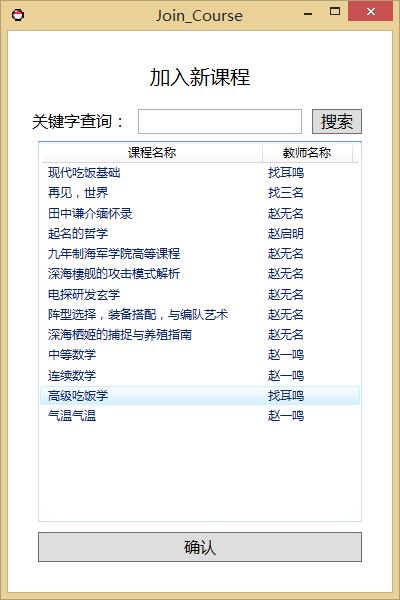 Join_Course
加入新课程
关键字查询： 搜索
课程名称 教师名称
现代吃饭基础 找耳鸣
再见，世界 找三名
田中谦介缅怀录 赵无名
起名的哲学 赵启明
九年制海军学院高等课程 赵无名
深海棲舰的攻击模式解析 赵无名
电探研发玄学 赵无名
阵型选择，装备搭配，与编队艺术 赵无名
深海栖姬的捕捉与养殖指南 赵无名
中等数学 赵一鸣
连续数学 赵一鸣
高级吃饭学 找耳鸣
气温气温 赵一鸣
确认